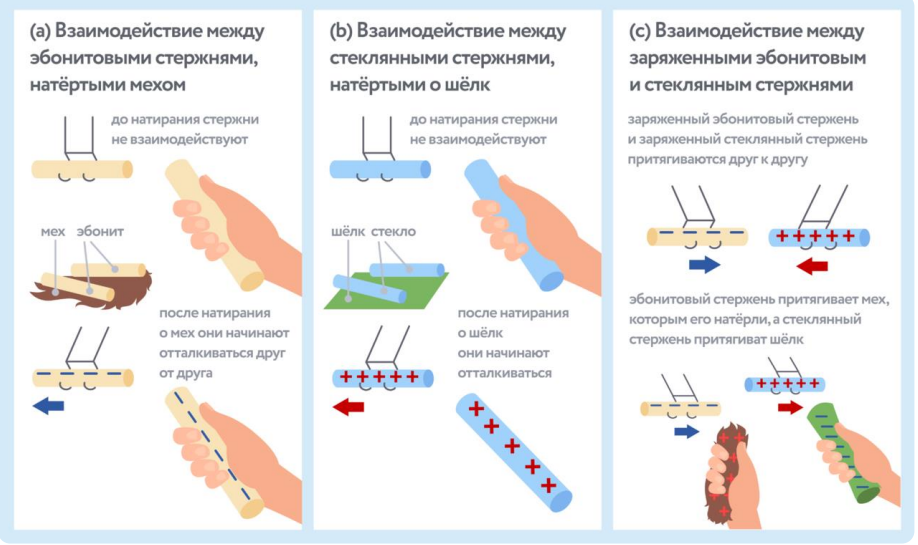 (a) Взаимодействие между
эбонитовыми стержнями,
натёртыми мехом
до натирания стержни
не взаимодействуют
мех эбонит
после натирания
о мех они начинают
отталкиваться друг
от друга
(b) Взаимодействие между
стеклянными стержнями,
натёртыми о шёлк
до натирания стержни
не взаимодействуют
шёлк стекло
после натирания
о шёлк
они начинают
отталкиваться
(c) Взаимодействие между
заряженными эбонитовым
и стеклянным стержнями
заряженный эбонитовый стержень
и заряженный стеклянный стержень
притягиваются друг к другу
эбонитовый стержень притягивает мех,
которым его натёрли, а стеклянный
стержень притягиват шёлк